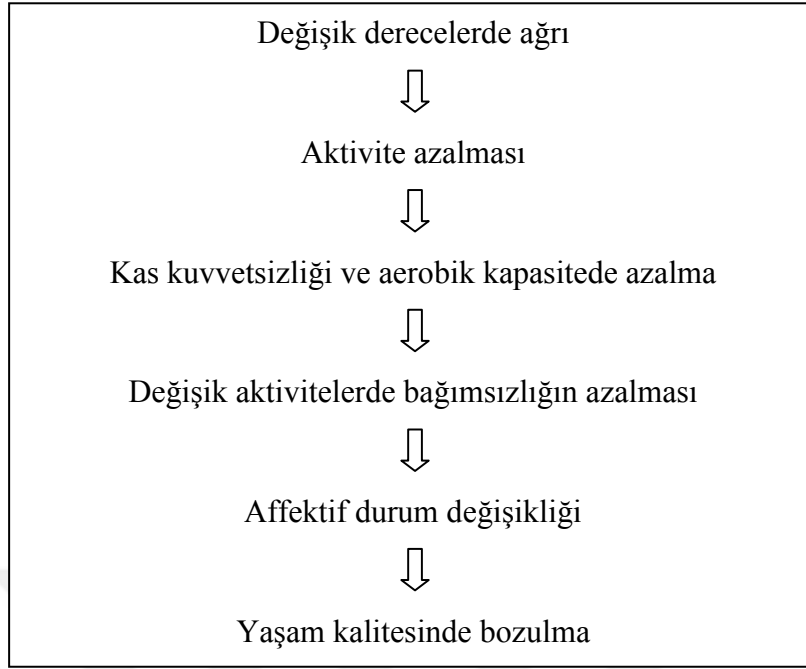 Değişik derecelerde ağrı
Aktivite azalması
Kas kuvvetsizliği ve aerobik kapasitede azalma
Değişik aktivitelerde bağımsızlığın azalması
Affektif durum değişikliği
Yaşam kalitesinde bozulma